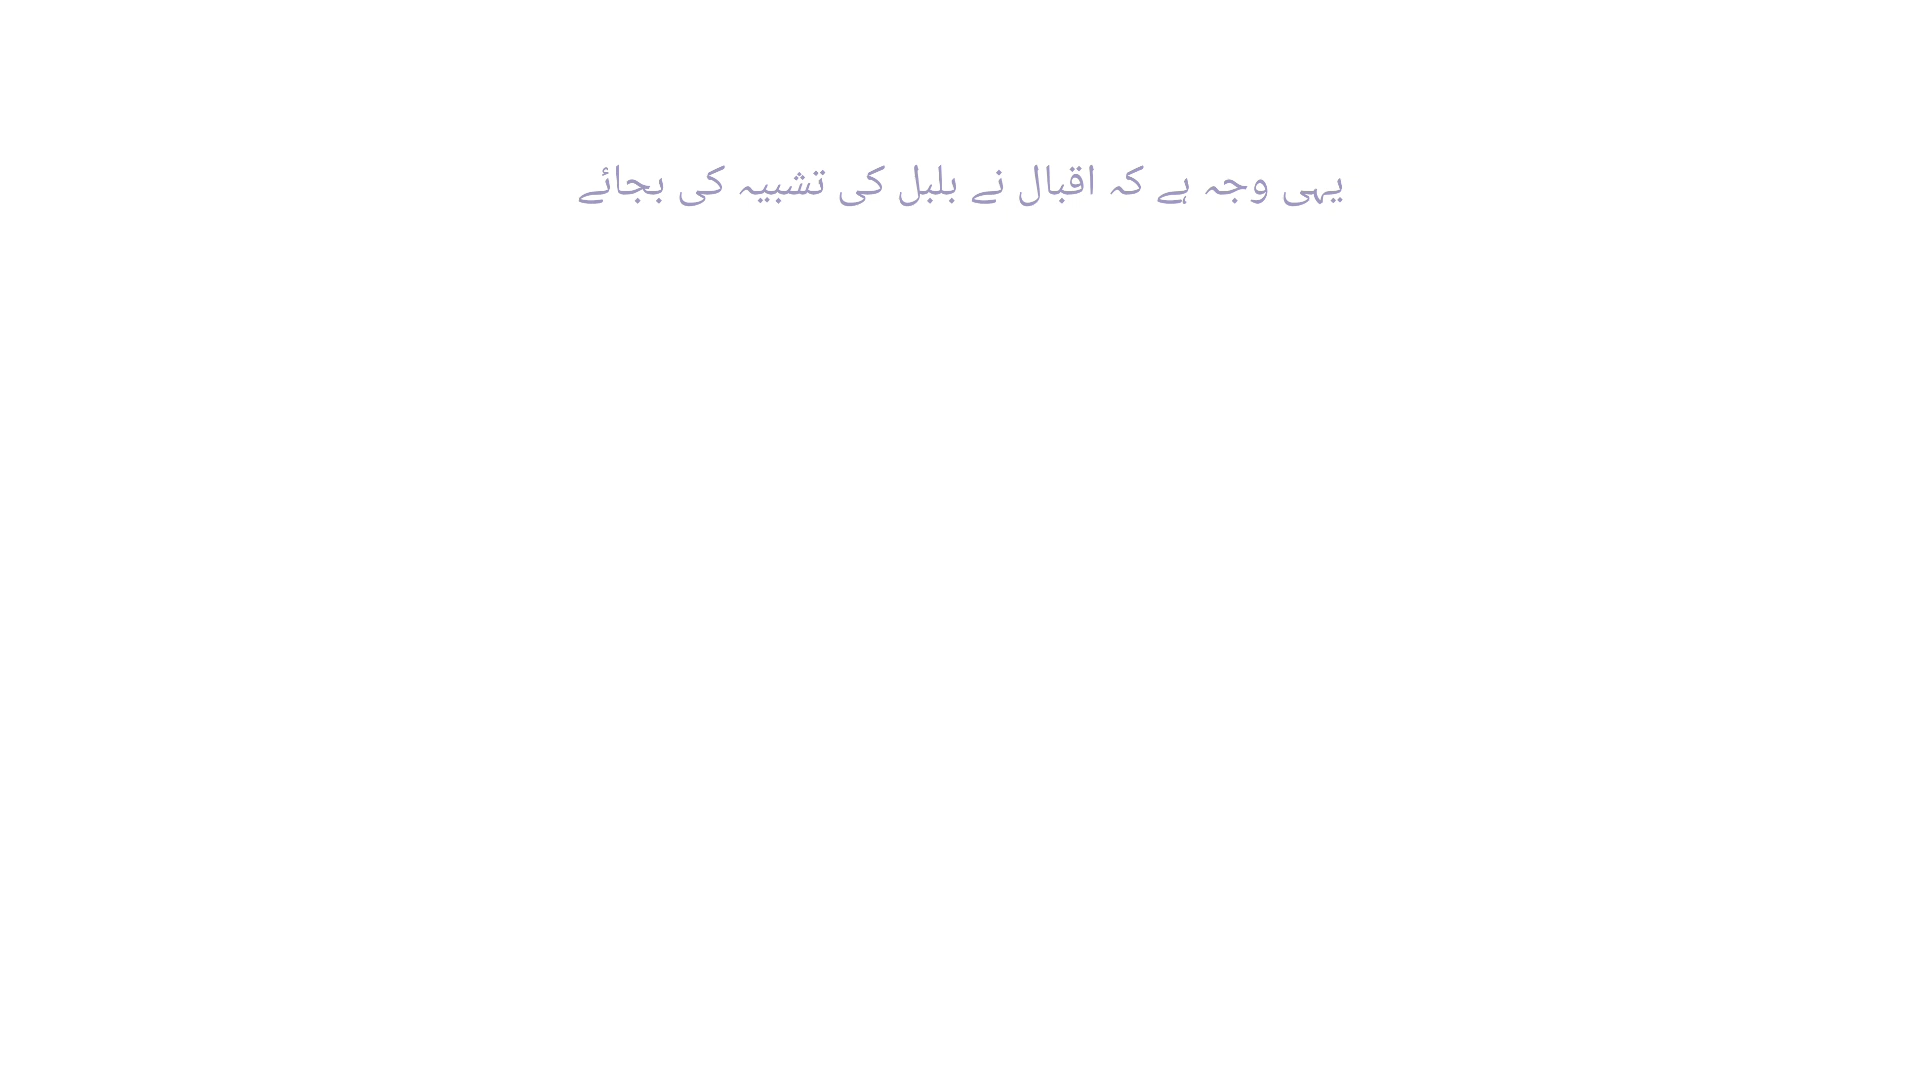 یہی وجہ ہے کہ اقبال نے بلبل کی تشبیہ کی بجائے